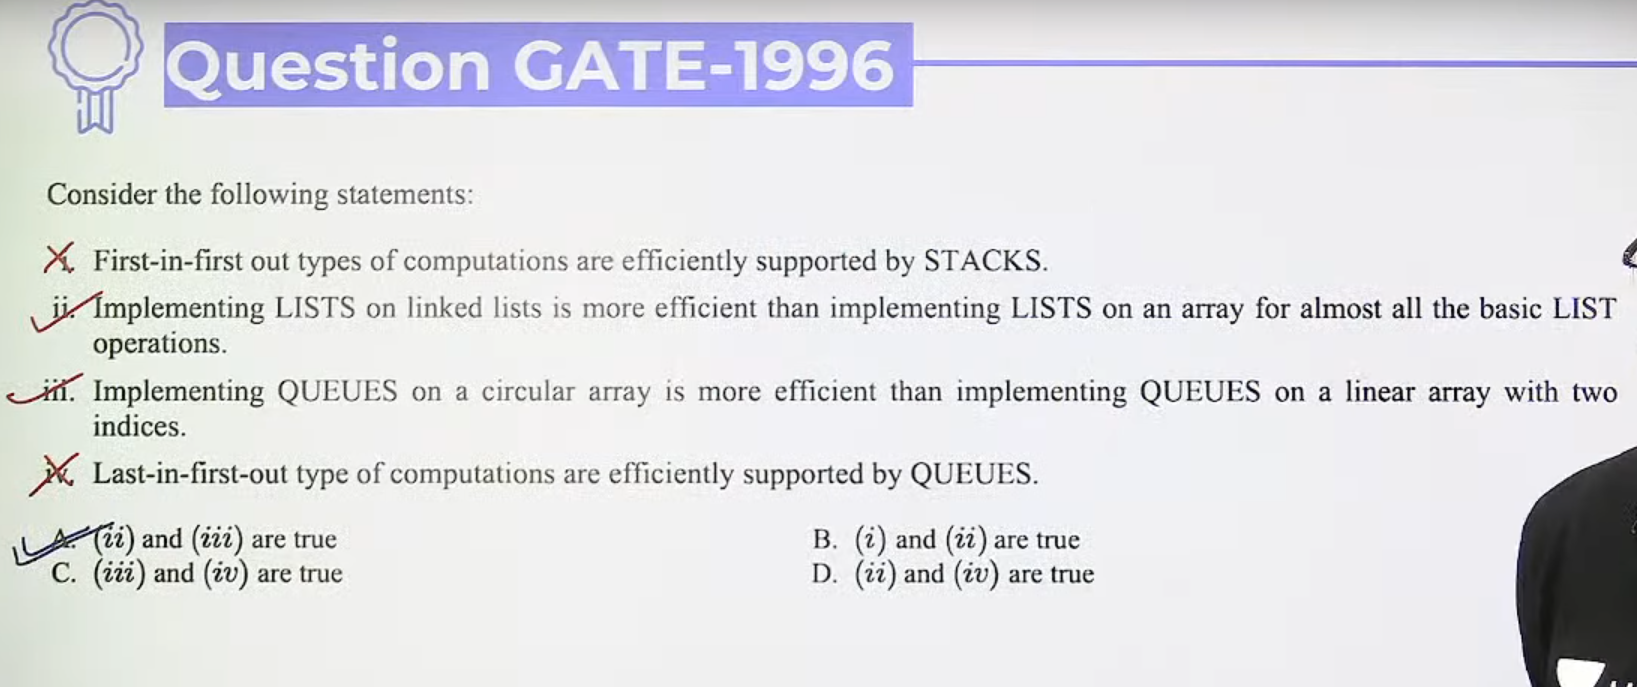 Question GATE-1996
Consider the following statements:
i. First-in-first out types of computations are efficiently supported by STACKS.
ii. Implementing LISTS on linked lists is more efficient than implementing LISTS on an array for almost all the basic LIST
operations.
iii. Implementing QUEUES on a circular array is more efficient than implementing QUEUES on a linear array with two
indices.
iv. Last-in-first-out type of computations are efficiently supported by QUEUES.
A. (ii) and (iii) are true B. (i) and (ii) are true
C. (iii) and (iv) are true D. (ii) and (iv) are true